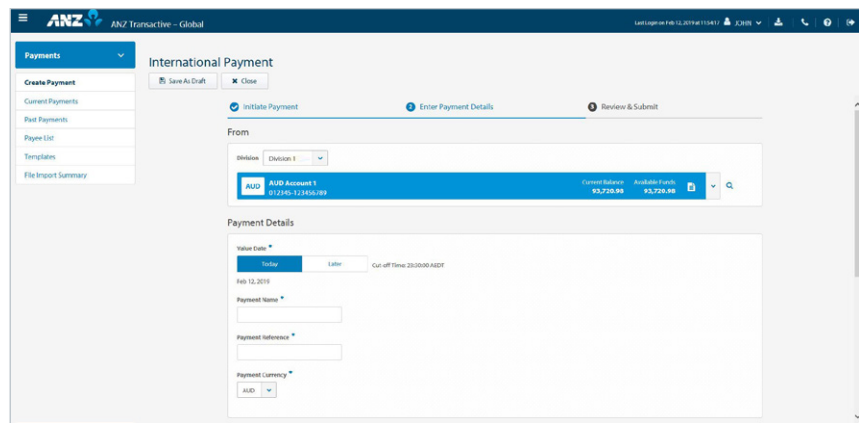 ANZ ANZ Transactive – Global
Last Login on Feb 12, 2019 at 11:54:17 JOHN
Payments
Create Payment
Current Payments
Past Payments
Payee List
Templates
File Import Summary
International Payment
Save As Draft Close
Initiate Payment 2 Enter Payment Details 3 Review & Submit
From
Division Division 1
AUD AUD Account 1 Current Balance Available Funds
012345-123456789 93,720.90 93,720.90
Payment Details
Value Date *
Today Later Cut-off Time: 23:30:00 AEDT
Feb 12, 2019
Payment Name *
Payment Reference *
Payment Currency *
AUD